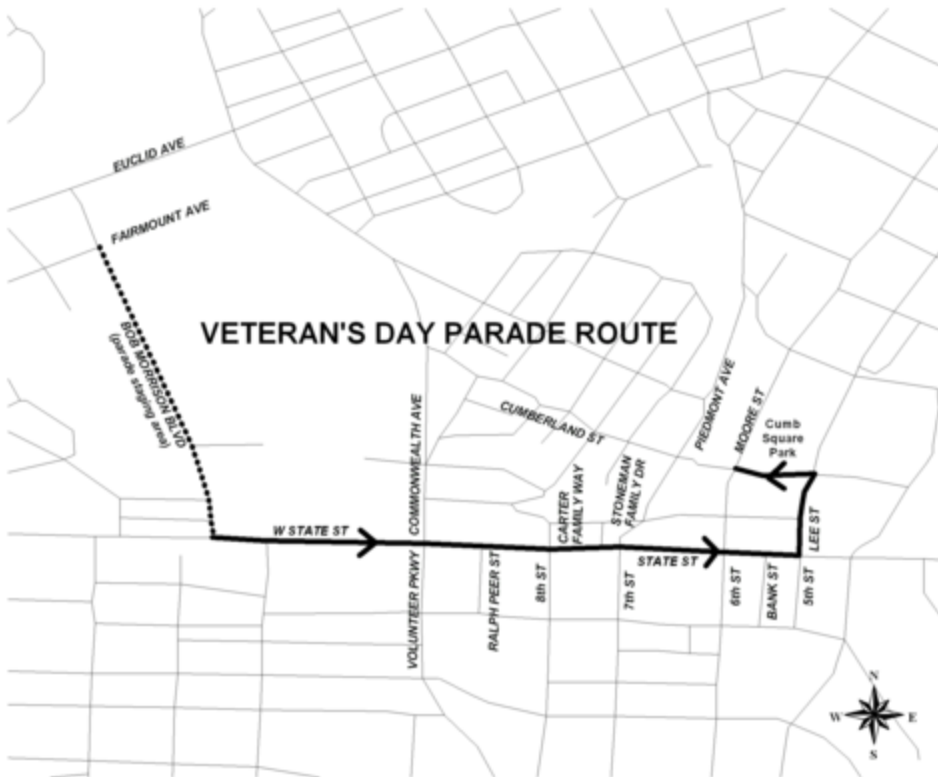 EUCLID AVE
FAIRMOUNT AVE
BOB MORRISON BLVD
(parade staging area)
VETERAN'S DAY PARADE ROUTE
CUMBERLAND ST
PIEDMONT AVE
MOORE ST
Cumb
Square
Park
COMMONWEALTH AVE
CARTER
FAMILY WAY
STONEMAN
FAMILY DR
LEE ST
W STATE ST
STATE ST
VOLUNTEER PKWY
RALPH PEER ST
8th ST
7th ST
6th ST
BANK ST
5th ST
N
W
E
S